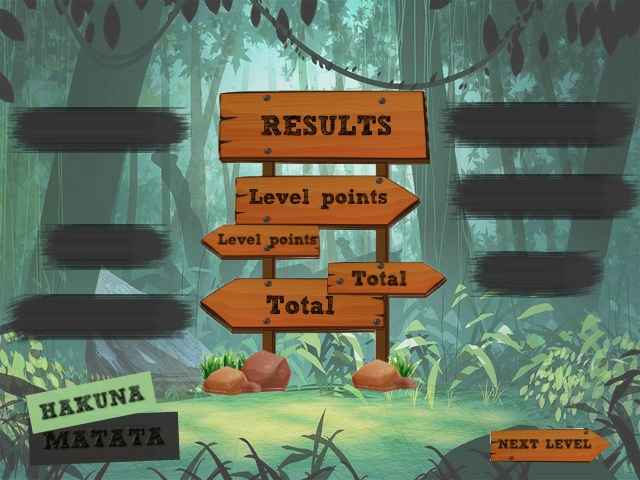 RESULTS
Level points
Level points
Total
Total
HAKUNA
MATATA
NEXT LEVEL